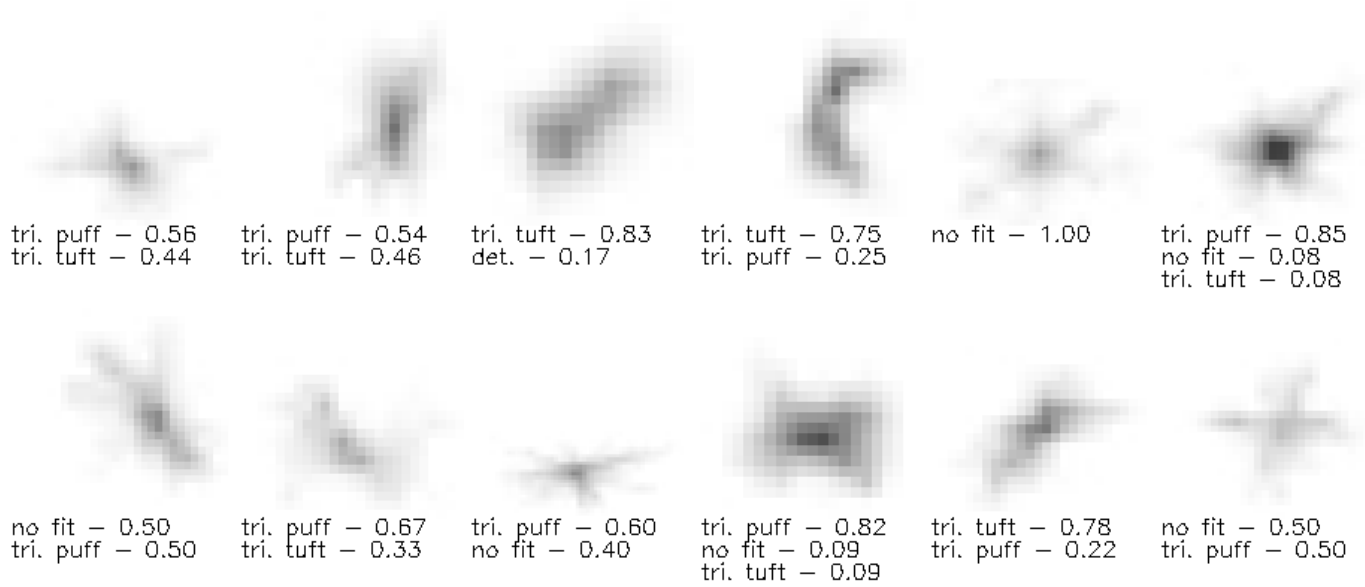 tri. puff – 0.56
tri. tuft – 0.44
tri. puff – 0.54
tri. tuft – 0.46
tri. tuft – 0.83
det. – 0.17
tri. tuft – 0.75
tri. puff – 0.25
no fit – 1.00
tri. puff – 0.85
no fit – 0.08
tri. tuft – 0.08
no fit – 0.50
tri. puff – 0.50
tri. puff – 0.67
tri. tuft – 0.33
tri. puff – 0.60
no fit – 0.40
tri. puff – 0.82
no fit – 0.09
tri. tuft – 0.09
tri. tuft – 0.78
tri. puff – 0.22
no fit – 0.50
tri. puff – 0.50